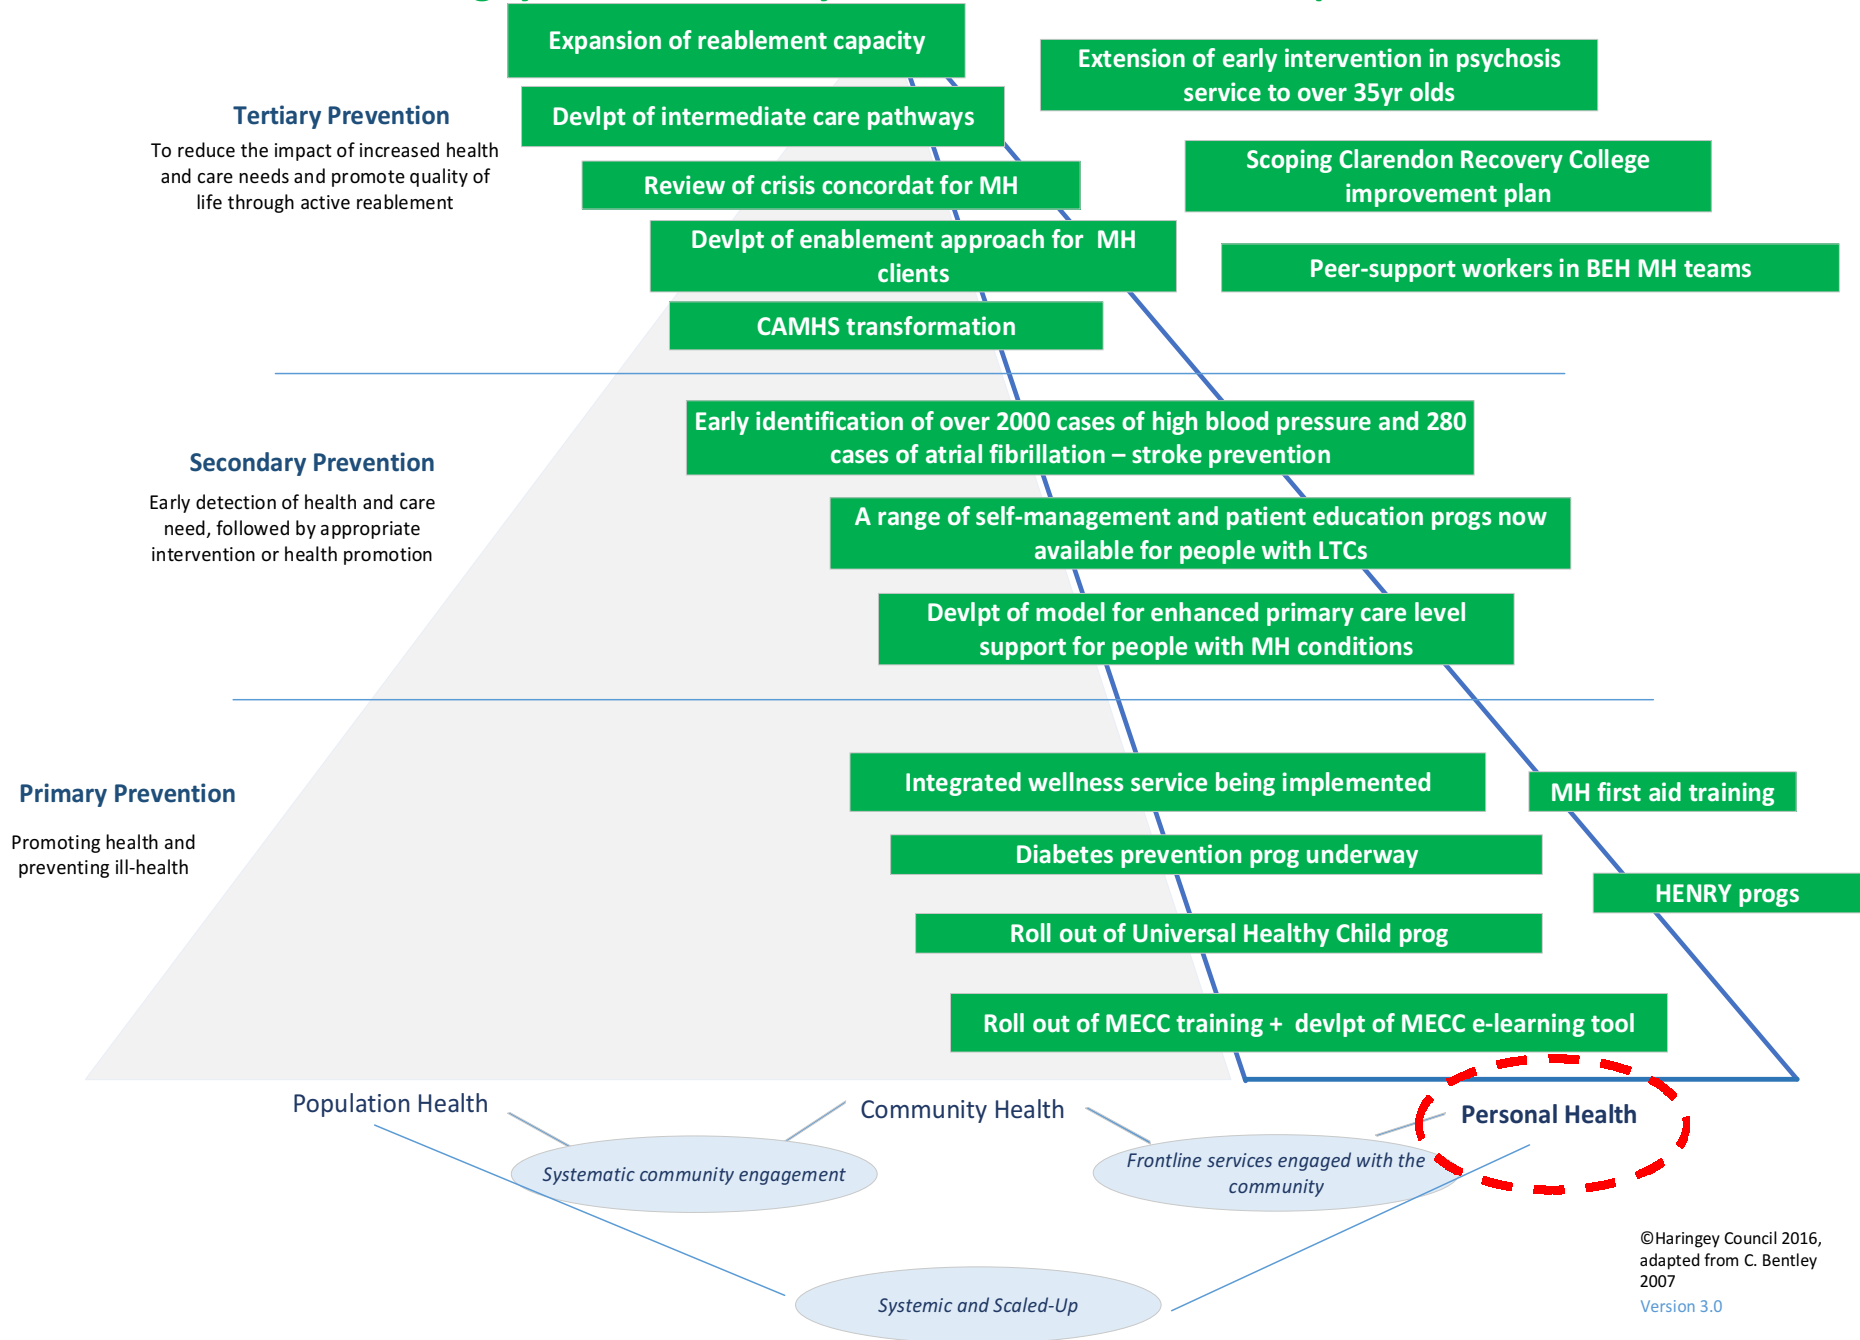 Expansion of reablement capacity
Extension of early intervention in psychosis
service to over 35yr olds
Tertiary Prevention
To reduce the impact of increased health
and care needs and promote quality of
life through active reablement
Devlpt of intermediate care pathways
Scoping Clarendon Recovery College
improvement plan
Review of crisis concordat for MH
Devlpt of enablement approach for MH
clients
Peer-support workers in BEH MH teams
CAMHS transformation
Secondary Prevention
Early detection of health and care
need, followed by appropriate
intervention or health promotion
Early identification of over 2000 cases of high blood pressure and 280
cases of atrial fibrillation – stroke prevention
A range of self-management and patient education progs now
available for people with LTCs
Devlpt of model for enhanced primary care level
support for people with MH conditions
Primary Prevention
Promoting health and
preventing ill-health
Integrated wellness service being implemented
MH first aid training
Diabetes prevention prog underway
HENRY progs
Roll out of Universal Healthy Child prog
Roll out of MECC training + devlpt of MECC e-learning tool
Population Health
Community Health
Personal Health
Systematic community engagement
Frontline services engaged with the
community
Systemic and Scaled-Up
©Haringey Council 2016,
adapted from C. Bentley
2007
Version 3.0